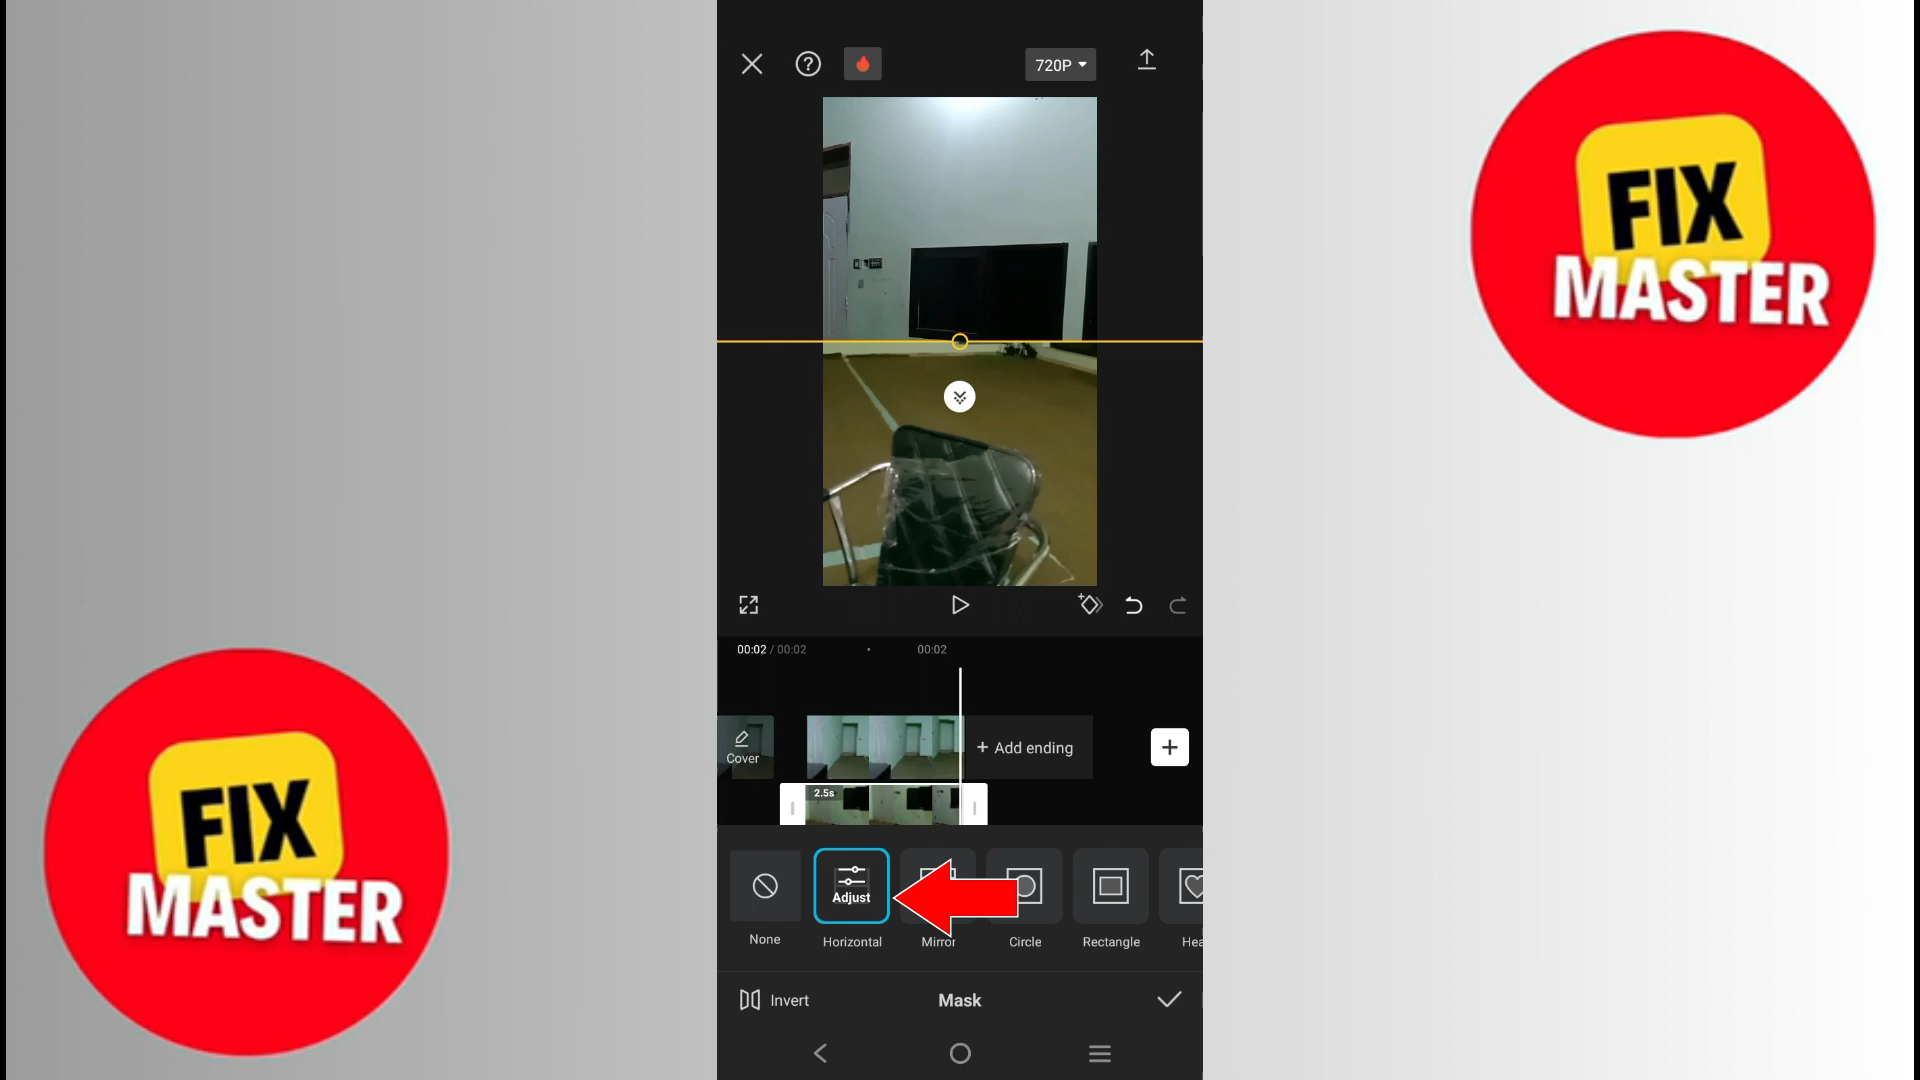 720P
FIX
MASTER
00:02 / 00:02
00:02
Cover
+ Add ending
2.5s
Adjust
None
Horizontal
Mirror
Circle
Rectangle
Hea
Invert
Mask
FIX
MASTER